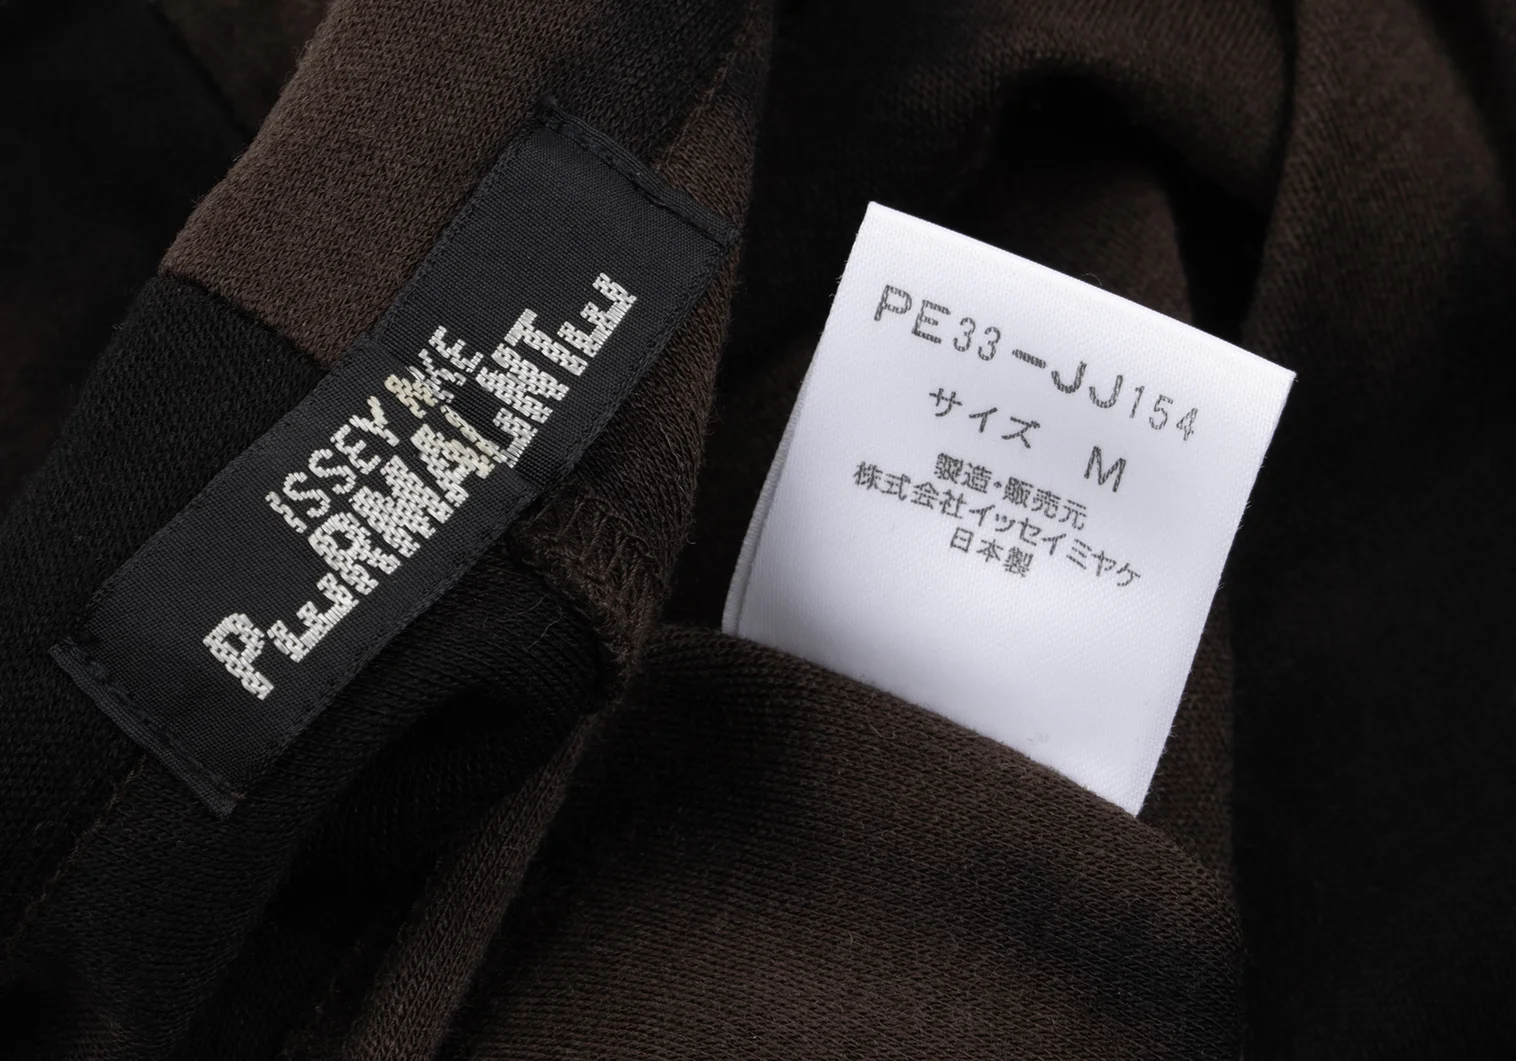 ISSEY MIYAKE
PERMANENTE
PE33-JJ154
サイズ M
製造・販売元
株式会社イッセイミヤケ
日本製